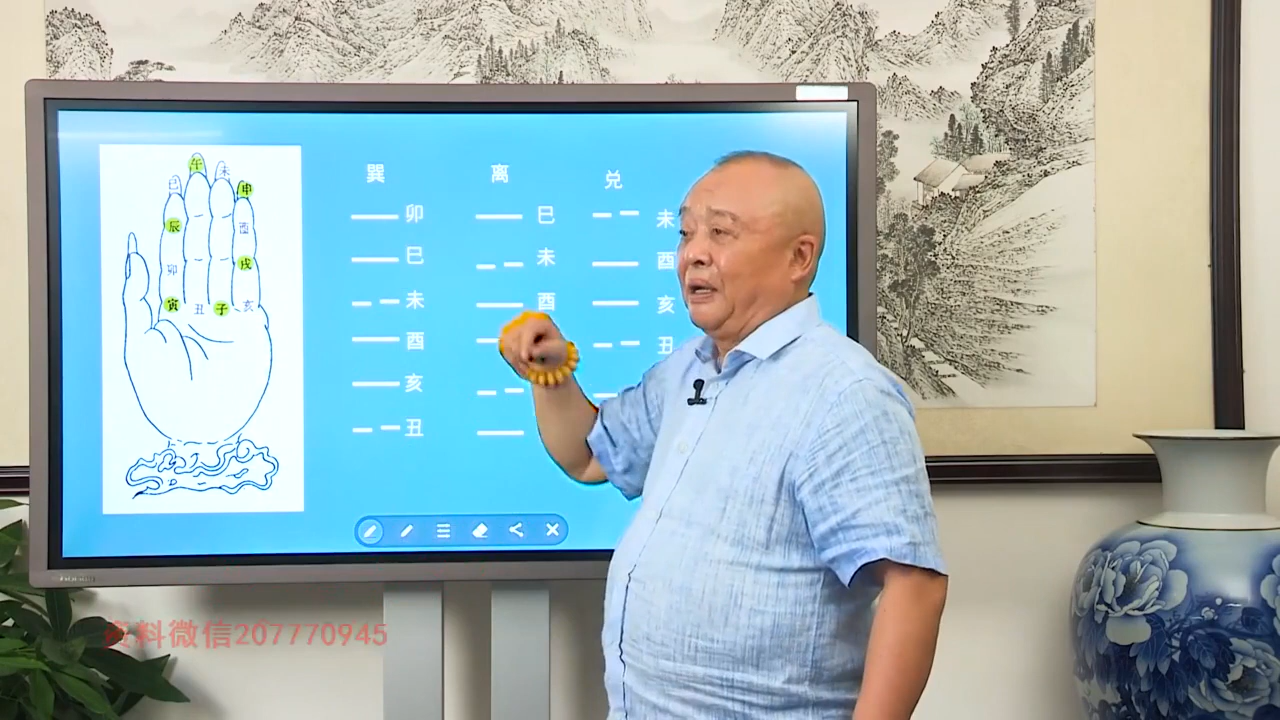 午
巳 未 申
辰 酉
卯 戌
寅 丑 子 亥
巽 离 兑
卯 巳 未
巳 未 酉
未 酉 亥
酉 丑
亥
丑
资料微信207770945